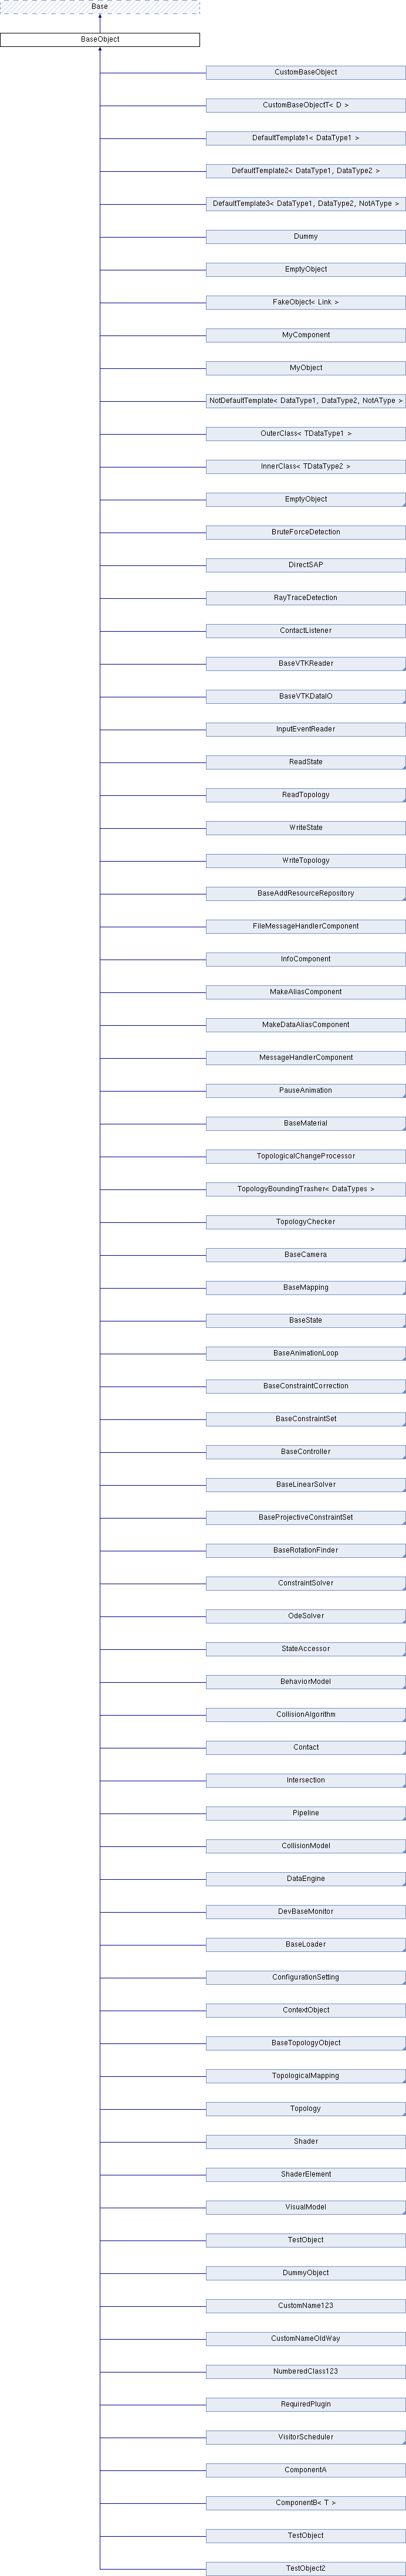 Base
BaseObject
CustomBaseObject
CustomBaseObjectT< D >
DefaultTemplate1< DataType1 >
DefaultTemplate2< DataType1, DataType2 >
DefaultTemplate3< DataType1, DataType2, NotAType >
Dummy
EmptyObject
FakeObject< Link >
MyComponent
MyObject
NotDefaultTemplate< DataType1, DataType2, NotAType >
OuterClass< TDataType1 >
InnerClass< TDataType2 >
EmptyObject
BruteForceDetection
DirectSAP
RayTraceDetection
ContactListener
BaseVTKReader
BaseVTKDataIO
InputEventReader
ReadState
ReadTopology
WriteState
WriteTopology
BaseAddResourceRepository
FileMessageHandlerComponent
InfoComponent
MakeAliasComponent
MakeDataAliasComponent
MessageHandlerComponent
PauseAnimation
BaseMaterial
TopologicalChangeProcessor
TopologyBoundingTrasher< DataTypes >
TopologyChecker
BaseCamera
BaseMapping
BaseState
BaseAnimationLoop
BaseConstraintCorrection
BaseConstraintSet
BaseController
BaseLinearSolver
BaseProjectiveConstraintSet
BaseRotationFinder
ConstraintSolver
OdeSolver
StateAccessor
BehaviorModel
CollisionAlgorithm
Contact
Intersection
Pipeline
CollisionModel
DataEngine
DevBaseMonitor
BaseLoader
ConfigurationSetting
ContextObject
BaseTopologyObject
TopologicalMapping
Topology
Shader
ShaderElement
VisualModel
TestObject
DummyObject
CustomName123
CustomNameOldWay
NumberedClass123
RequiredPlugin
VisitorScheduler
ComponentA
ComponentB< T >
TestObject
TestObject2